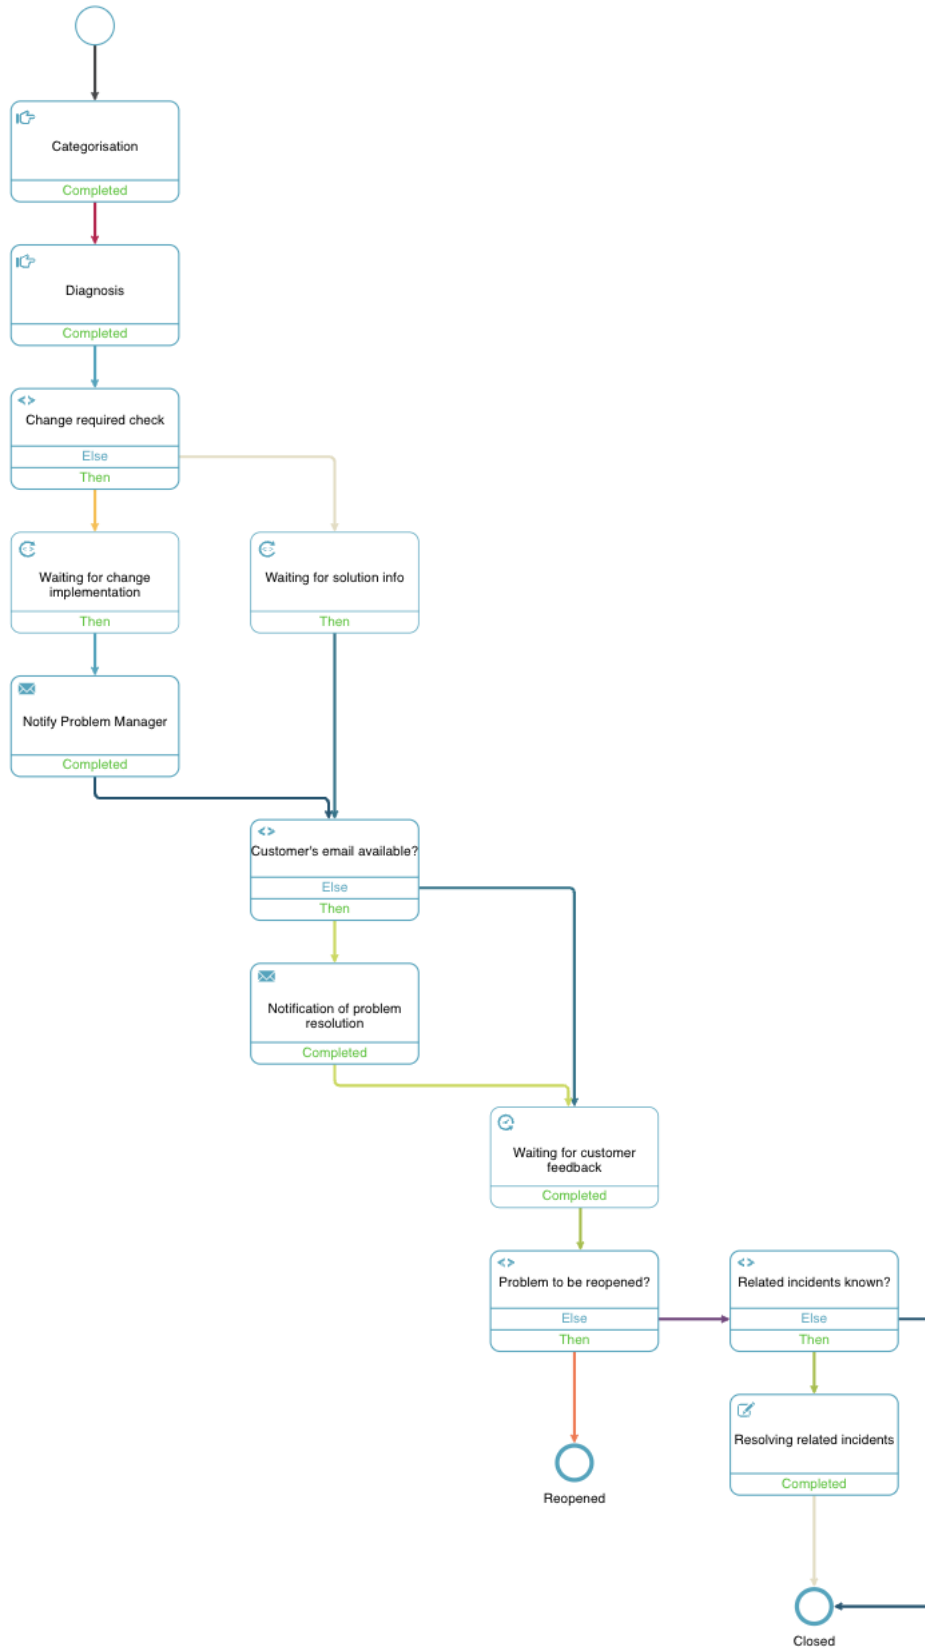 Categorisation
Completed
Diagnosis
Completed
Change required check
Else
Then
Waiting for change
implementation
Then
Waiting for solution info
Then
Notify Problem Manager
Completed
Customer's email available?
Else
Then
Notification of problem
resolution
Completed
Waiting for customer
feedback
Completed
Problem to be reopened?
Else
Then
Related incidents known?
Else
Then
Reopened
Resolving related incidents
Completed
Closed